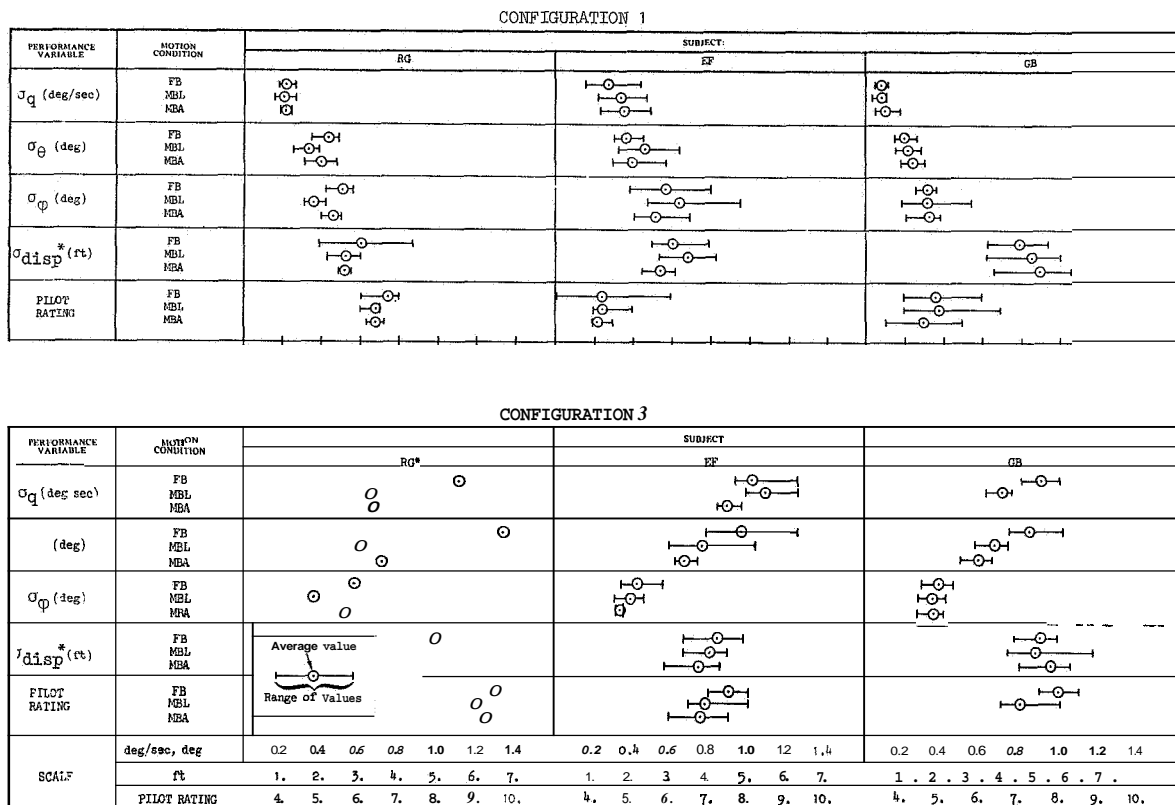 CONFIGURATION 1
PERFORMANCE VARIABLE MOTION CONDITION SUBJECT:
RG EF GB
σq (deg/sec) FB
MBL
MBA
σθ (deg) FB
MBL
MBA
σφ (deg) FB
MBL
MBA
σdisp* (ft) FB
MBL
MBA
PILOT RATING FB
MBL
MBA
CONFIGURATION 3
PERFORMANCE VARIABLE MOTION CONDITION SUBJECT
RG* EF GB
σq (deg sec) FB
MBL
MBA
(deg) FB
MBL
MBA
σφ (deg) FB
MBL
MBA
disp* (ft) FB
MBL
MBA
Average value
Range of Values
PILOT RATING FB
MBL
MBA
SCALE deg/sec, deg 0.2 0.4 0.6 0.8 1.0 1.2 1.4 0.2 0.4 0.6 0.8 1.0 1.2 1.4 0.2 0.4 0.6 0.8 1.0 1.2 1.4
ft 1. 2. 3. 4. 5. 6. 7. 1. 2. 3 4. 5. 6. 7. 1. 2. 3. 4. 5. 6. 7.
PILOT RATING 4. 5. 6. 7. 8. 9. 10. 4. 5. 6. 7. 8. 9. 10. 4. 5. 6. 7. 8. 9. 10.